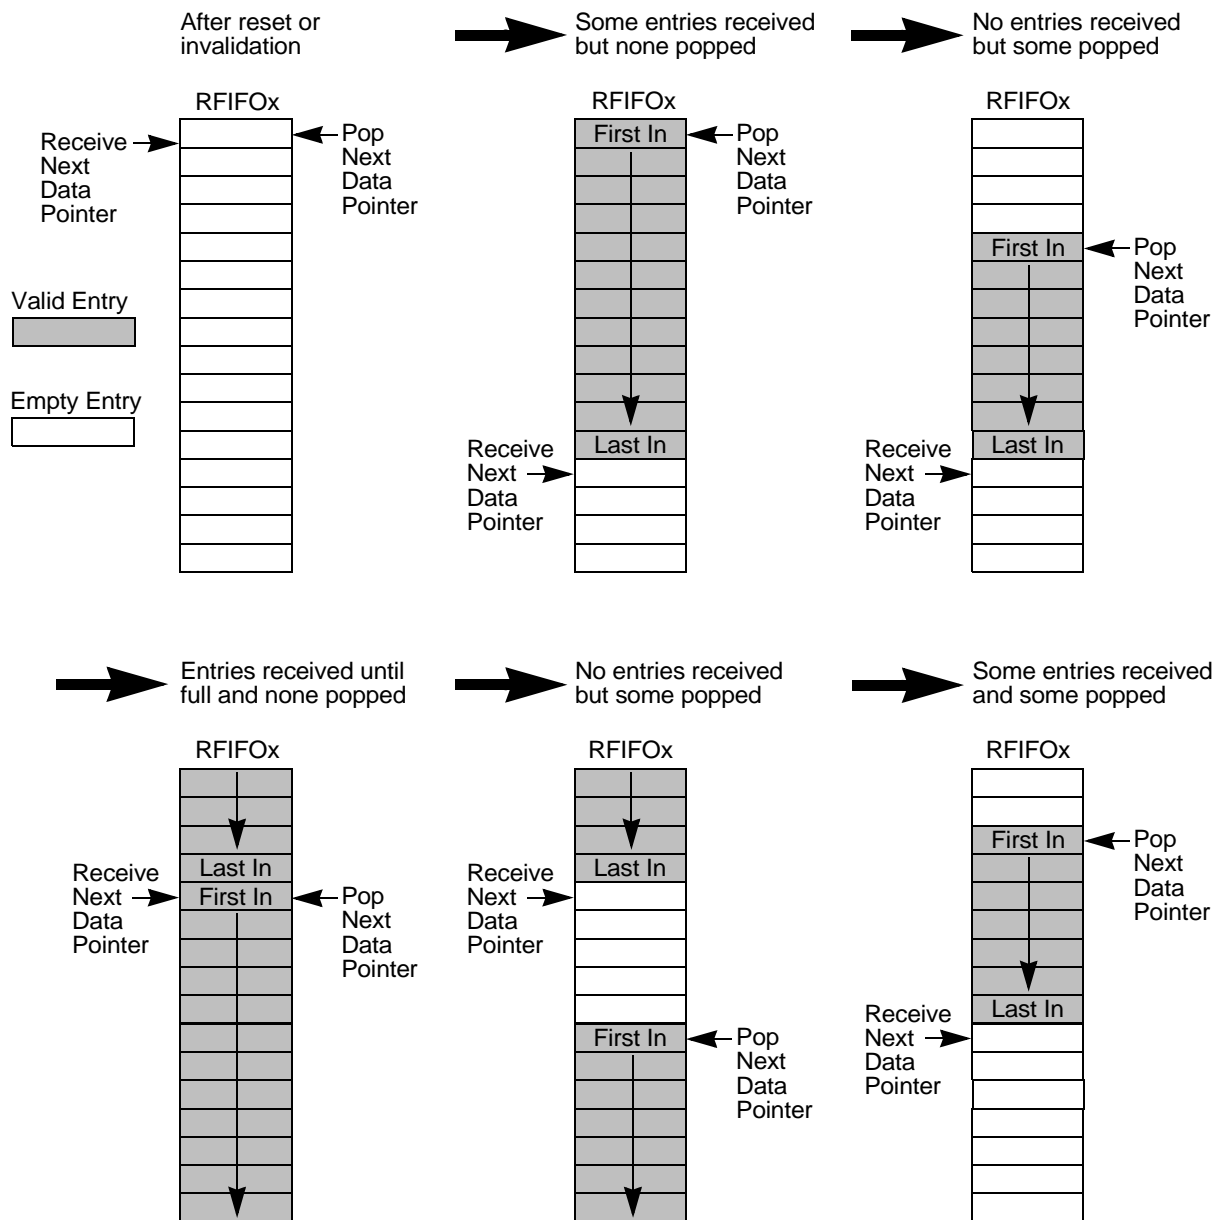 After reset or
invalidation
Some entries received
but none popped
No entries received
but some popped
RFIFOx
Receive
Next
Data
Pointer
Pop
Next
Data
Pointer
Valid Entry
Empty Entry
RFIFOx
First In
Last In
Pop
Next
Data
Pointer
Receive
Next
Data
Pointer
RFIFOx
First In
Last In
Pop
Next
Data
Pointer
Receive
Next
Data
Pointer
Entries received until
full and none popped
No entries received
but some popped
Some entries received
and some popped
RFIFOx
Last In
First In
Receive
Next
Data
Pointer
Pop
Next
Data
Pointer
RFIFOx
Last In
First In
Receive
Next
Data
Pointer
Pop
Next
Data
Pointer
RFIFOx
First In
Last In
Pop
Next
Data
Pointer
Receive
Next
Data
Pointer